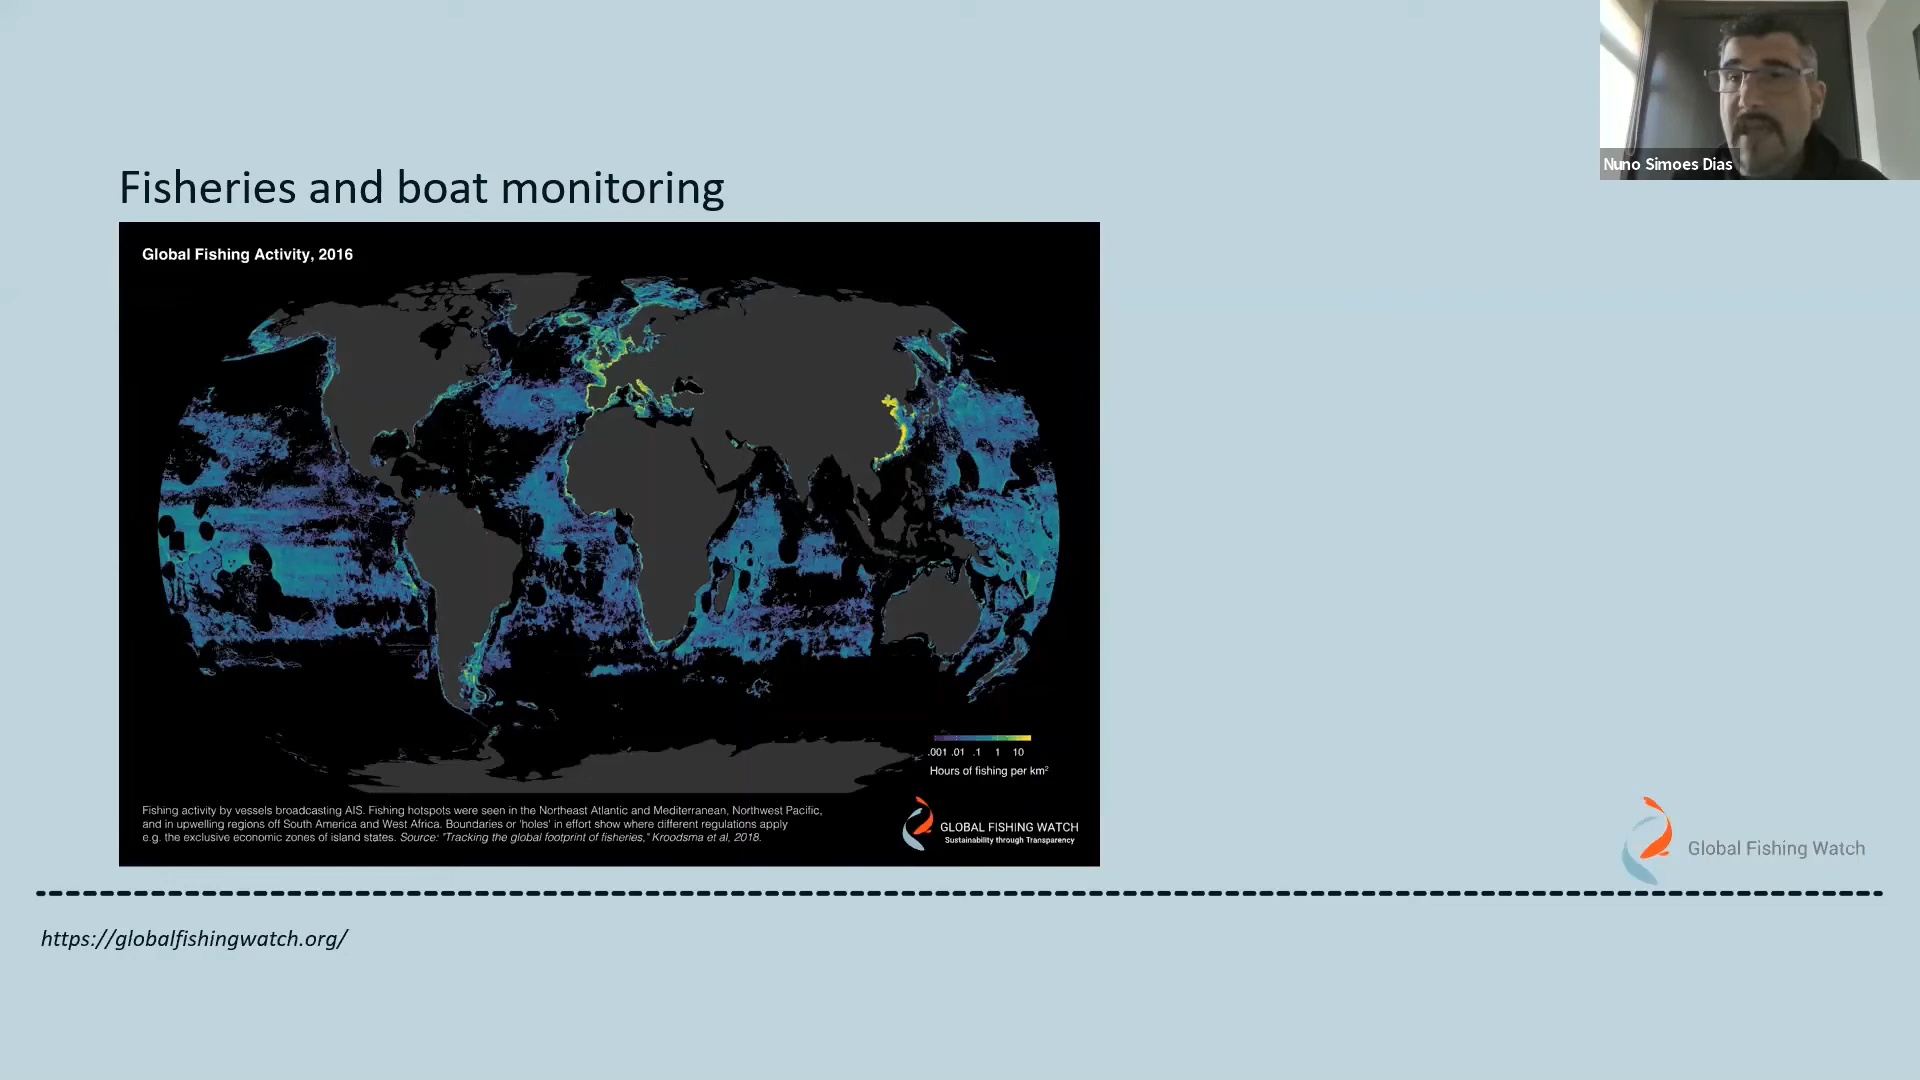 Nuno Simoes Dias
Fisheries and boat monitoring
Global Fishing Activity, 2016
.001 .01 .1 1 10
Hours of fishing per km²
Fishing activity by vessels broadcasting AIS. Fishing hotspots were seen in the Northeast Atlantic and Mediterranean, Northwest Pacific,
and in upwelling regions off South America and West Africa. Boundaries or 'holes' in effort show where different regulations apply
e.g. the exclusive economic zones of island states. Source: "Tracking the global footprint of fisheries," Kroodsma et al, 2018.
GLOBAL FISHING WATCH
Sustainability through Transparency
Global Fishing Watch
https://globalfishingwatch.org/